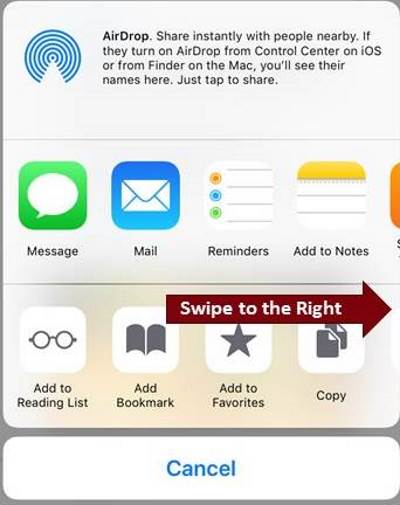 AirDrop. Share instantly with people nearby. If
they turn on AirDrop from Control Center on iOS
or from Finder on the Mac, you'll see their
names here. Just tap to share.
Message
Mail
Reminders
Add to Notes
Swipe to the Right
Add to
Reading List
Add
Bookmark
Add to
Favorites
Copy
Cancel